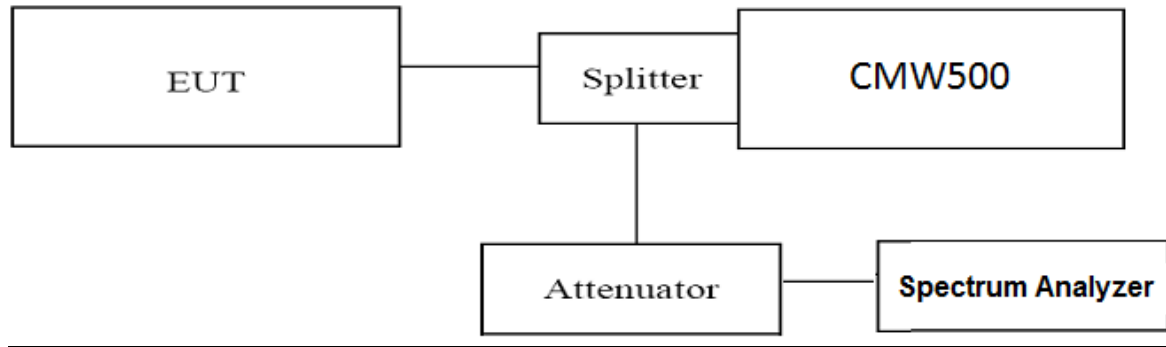 EUT
Splitter
CMW500
Attenuator
Spectrum Analyzer